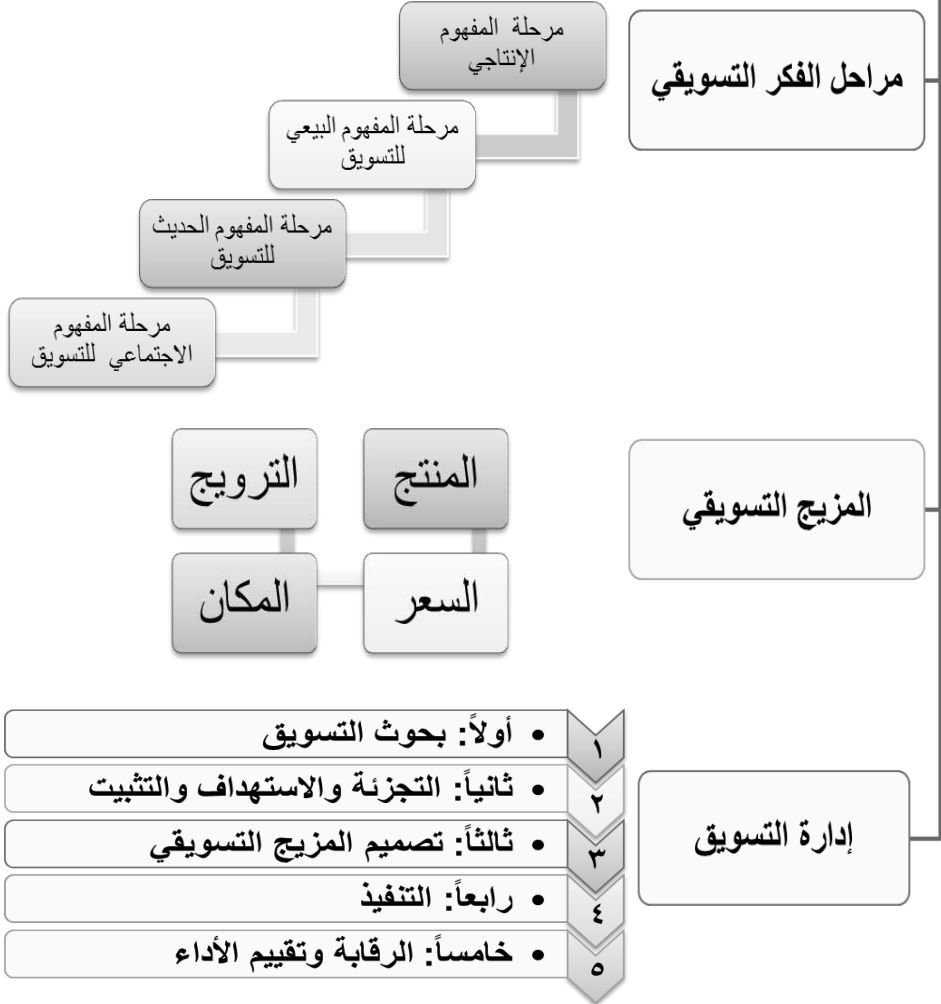 مراحل الفكر التسويقي
مرحلة المفهوم
الإنتاجي
مرحلة المفهوم البيعي
للتسويق
مرحلة المفهوم الحديث
للتسويق
مرحلة المفهوم
الاجتماعي للتسويق
المزيج التسويقي
المنتج
الترويج
السعر
المكان
إدارة التسويق
١
• أولاً: بحوث التسويق
٢
• ثانياً: التجزئة والاستهداف والتثبيت
٣
• ثالثاً: تصميم المزيج التسويقي
٤
• رابعاً: التنفيذ
٥
• خامساً: الرقابة وتقييم الأداء